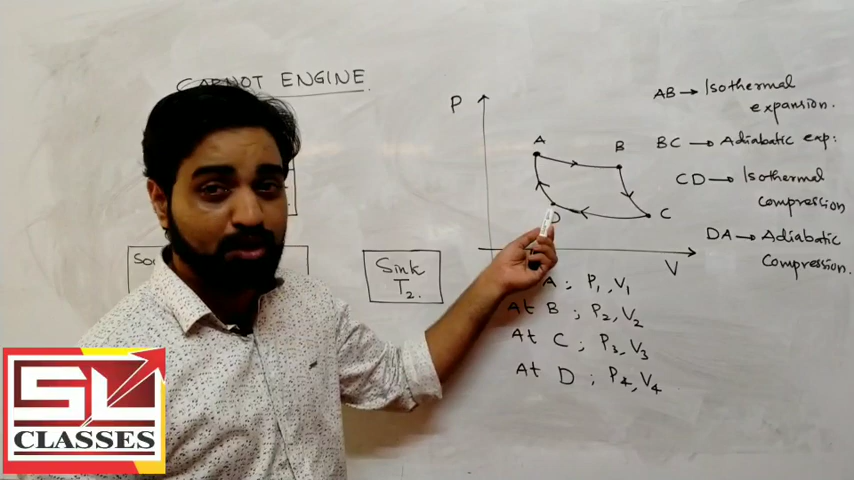 CARNOT ENGINE
Sou
Sink
T2.
P
A
B
C
D
V
AB → Isothermal
expansion.
BC → Adiabatic exp:
CD → Isothermal
compression
DA → Adiabatic
Compression.
A ; P1, V1
At B ; P2, V2
At C ; P3, V3
At D ; P4, V4
SL
CLASSES